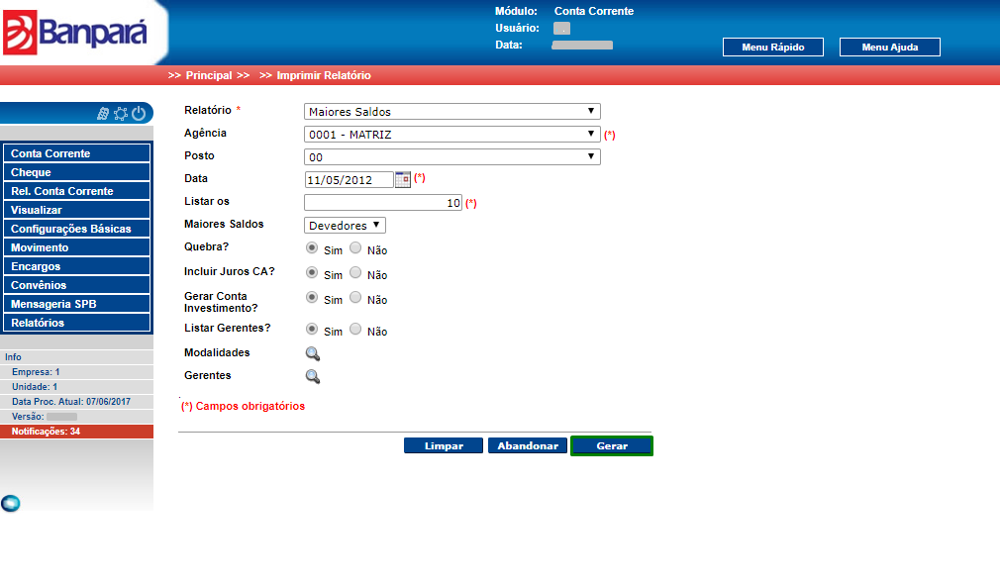 Banpará
Módulo: Conta Corrente
Usuário:
Data:
Menu Rápido
Menu Ajuda
>> Principal >> >> Imprimir Relatório
Conta Corrente
Cheque
Rel. Conta Corrente
Visualizar
Configurações Básicas
Movimento
Encargos
Convênios
Mensageria SPB
Relatórios
Info
Empresa: 1
Unidade: 1
Data Proc. Atual: 07/06/2017
Versão:
Notificações: 34
Relatório * Maiores Saldos
Agência 0001 - MATRIZ (*)
Posto 00
Data 11/05/2012 (*)
Listar os 10 (*)
Maiores Saldos Devedores
Quebra? Sim Não
Incluir Juros CA? Sim Não
Gerar Conta
Investimento? Sim Não
Listar Gerentes? Sim Não
Modalidades
Gerentes
(*) Campos obrigatórios
Limpar Abandonar Gerar